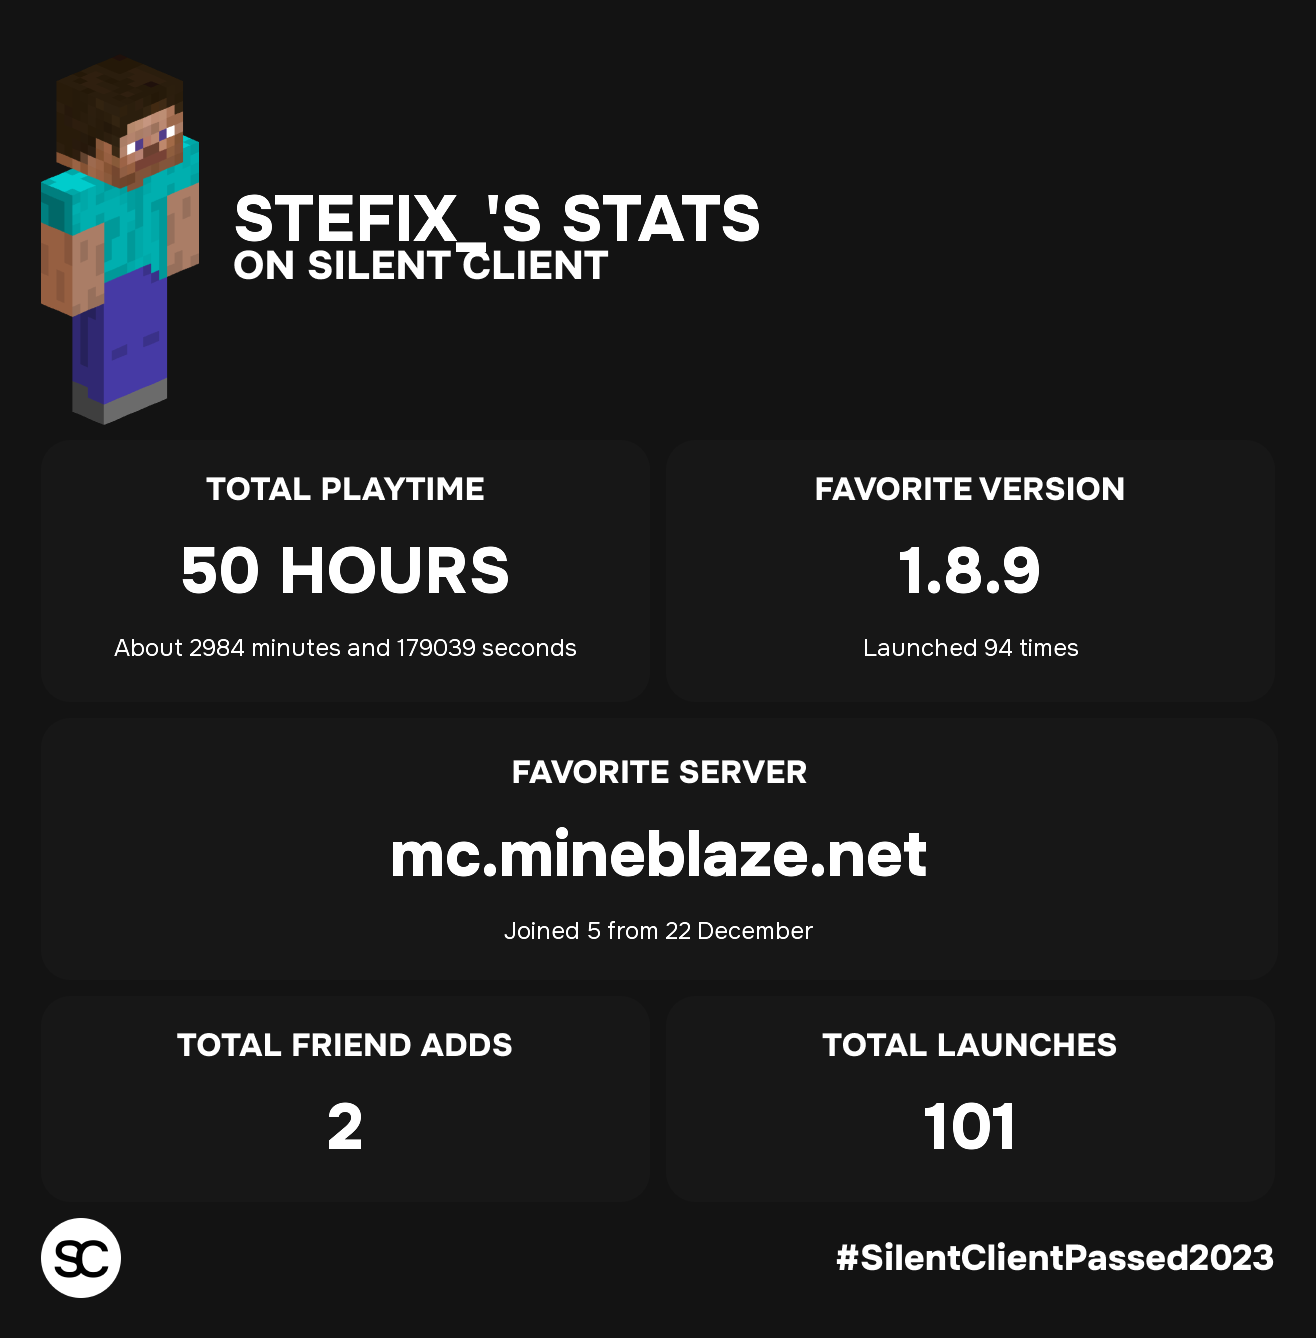 STEFIX_'S STATS
ON SILENT CLIENT
TOTAL PLAYTIME
50 HOURS
About 2984 minutes and 179039 seconds
FAVORITE VERSION
1.8.9
Launched 94 times
FAVORITE SERVER
mc.mineblaze.net
Joined 5 from 22 December
TOTAL FRIEND ADDS
2
TOTAL LAUNCHES
101
SC
#SilentClientPassed2023